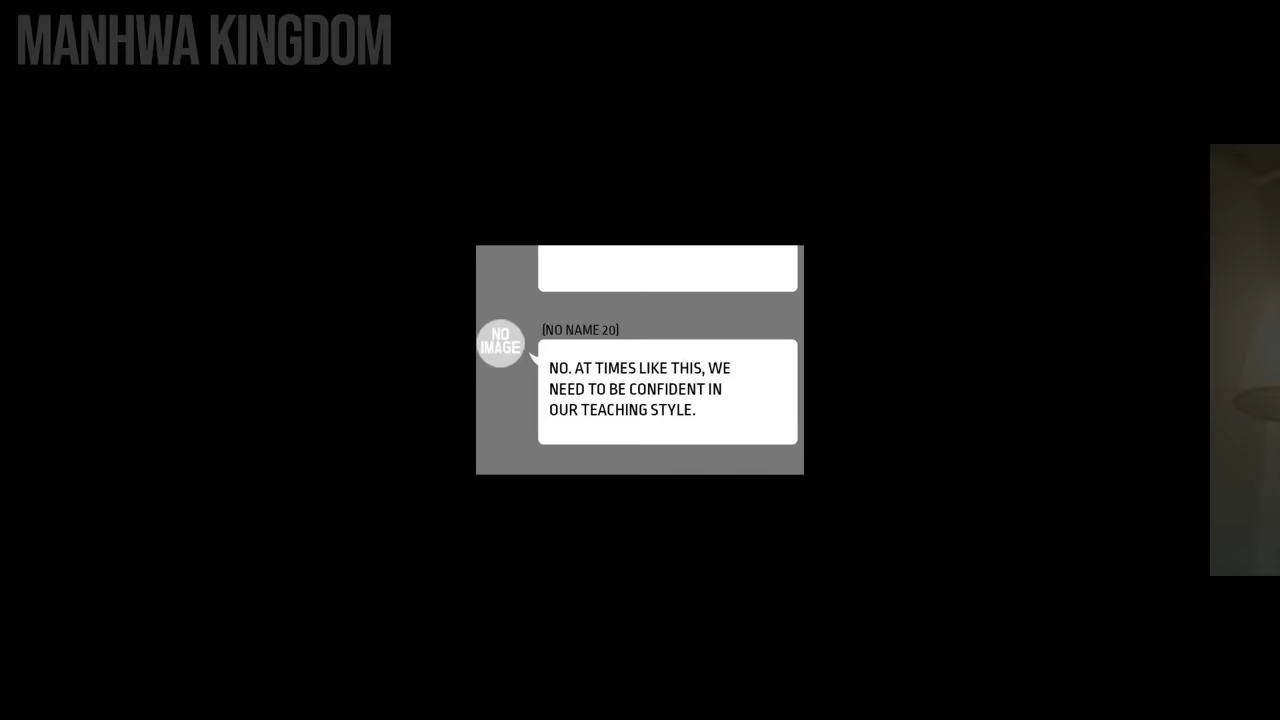 MANHWA KINGDOM
(NO NAME 20)
NO
IMAGE
NO. AT TIMES LIKE THIS, WE
NEED TO BE CONFIDENT IN
OUR TEACHING STYLE.